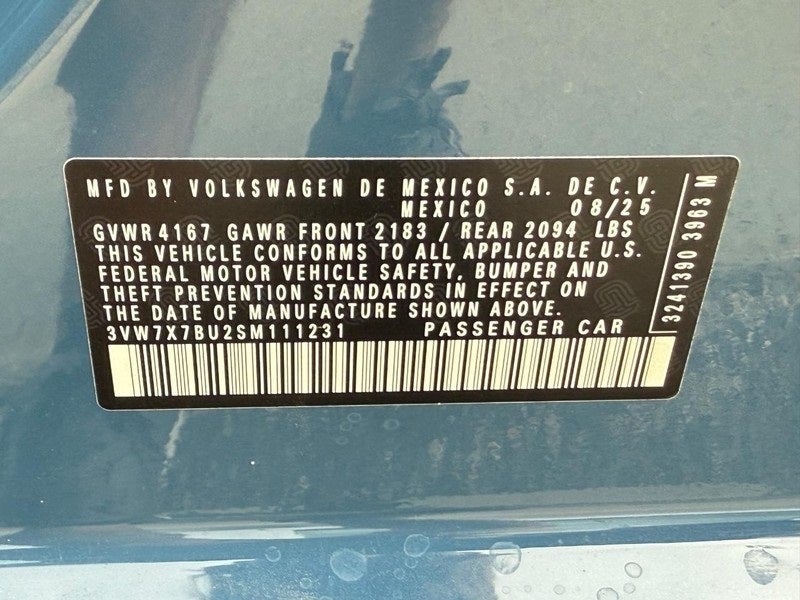 MFD BY VOLKSWAGEN DE MEXICO S.A. DE C.V.
MEXICO 08/25
GVWR 4167 GAWR FRONT 2183 / REAR 2094 LBS
THIS VEHICLE CONFORMS TO ALL APPLICABLE U.S.
FEDERAL MOTOR VEHICLE SAFETY, BUMPER AND
THEFT PREVENTION STANDARDS IN EFFECT ON
THE DATE OF MANUFACTURE SHOWN ABOVE.
3VW7X7BU2SM111231 PASSENGER CAR
3241390 3963 M